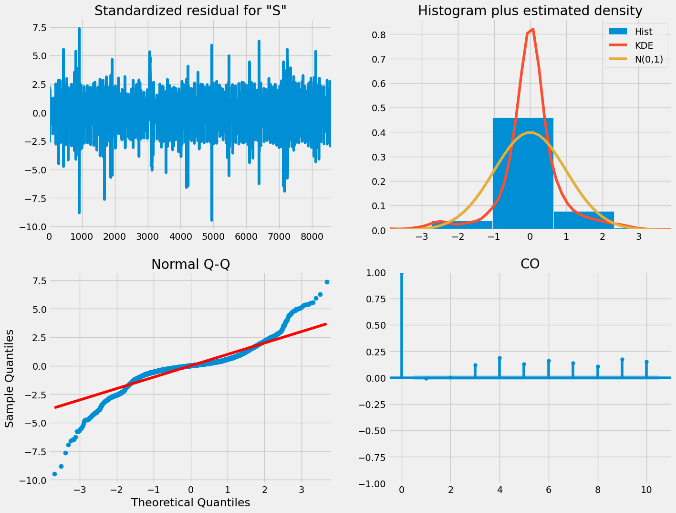 Standardized residual for "S"
7.5
5.0
2.5
0.0
−2.5
−5.0
−7.5
−10.0
0 1000 2000 3000 4000 5000 6000 7000 8000
Histogram plus estimated density
Hist
KDE
N(0,1)
0.8
0.7
0.6
0.5
0.4
0.3
0.2
0.1
0.0
−3 −2 −1 0 1 2 3
Normal Q-Q
Sample Quantiles
7.5
5.0
2.5
0.0
−2.5
−5.0
−7.5
−10.0
−3 −2 −1 0 1 2 3
Theoretical Quantiles
CO
1.00
0.75
0.50
0.25
0.00
−0.25
−0.50
−0.75
−1.00
0 2 4 6 8 10